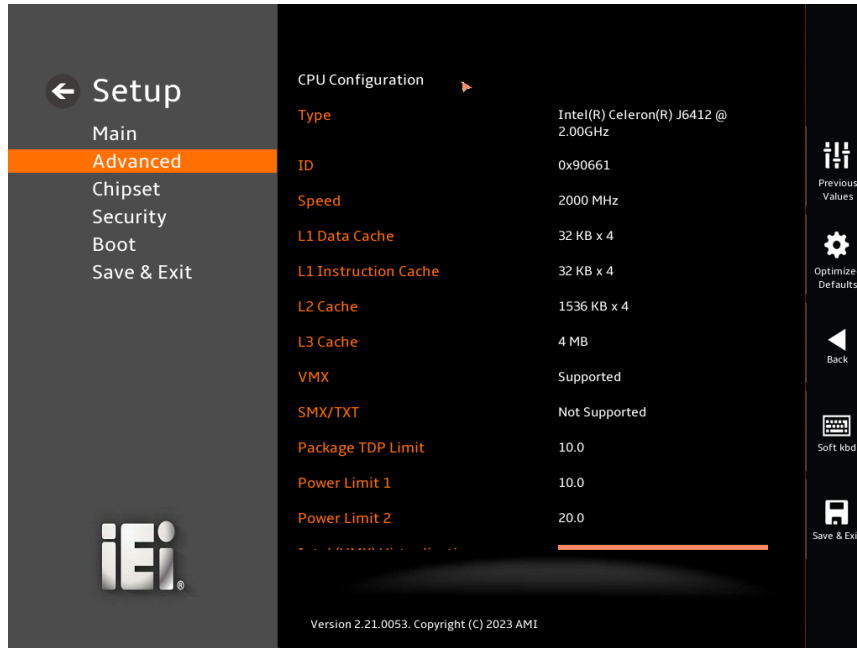 Setup
Main
Advanced
Chipset
Security
Boot
Save & Exit
iEi®
CPU Configuration
Type Intel(R) Celeron(R) J6412 @
2.00GHz
ID 0x90661
Speed 2000 MHz
L1 Data Cache 32 KB x 4
L1 Instruction Cache 32 KB x 4
L2 Cache 1536 KB x 4
L3 Cache 4 MB
VMX Supported
SMX/TXT Not Supported
Package TDP Limit 10.0
Power Limit 1 10.0
Power Limit 2 20.0
Version 2.21.0053. Copyright (C) 2023 AMI
Previous
Values
Optimize
Defaults
Back
Soft kbd
Save & Exi